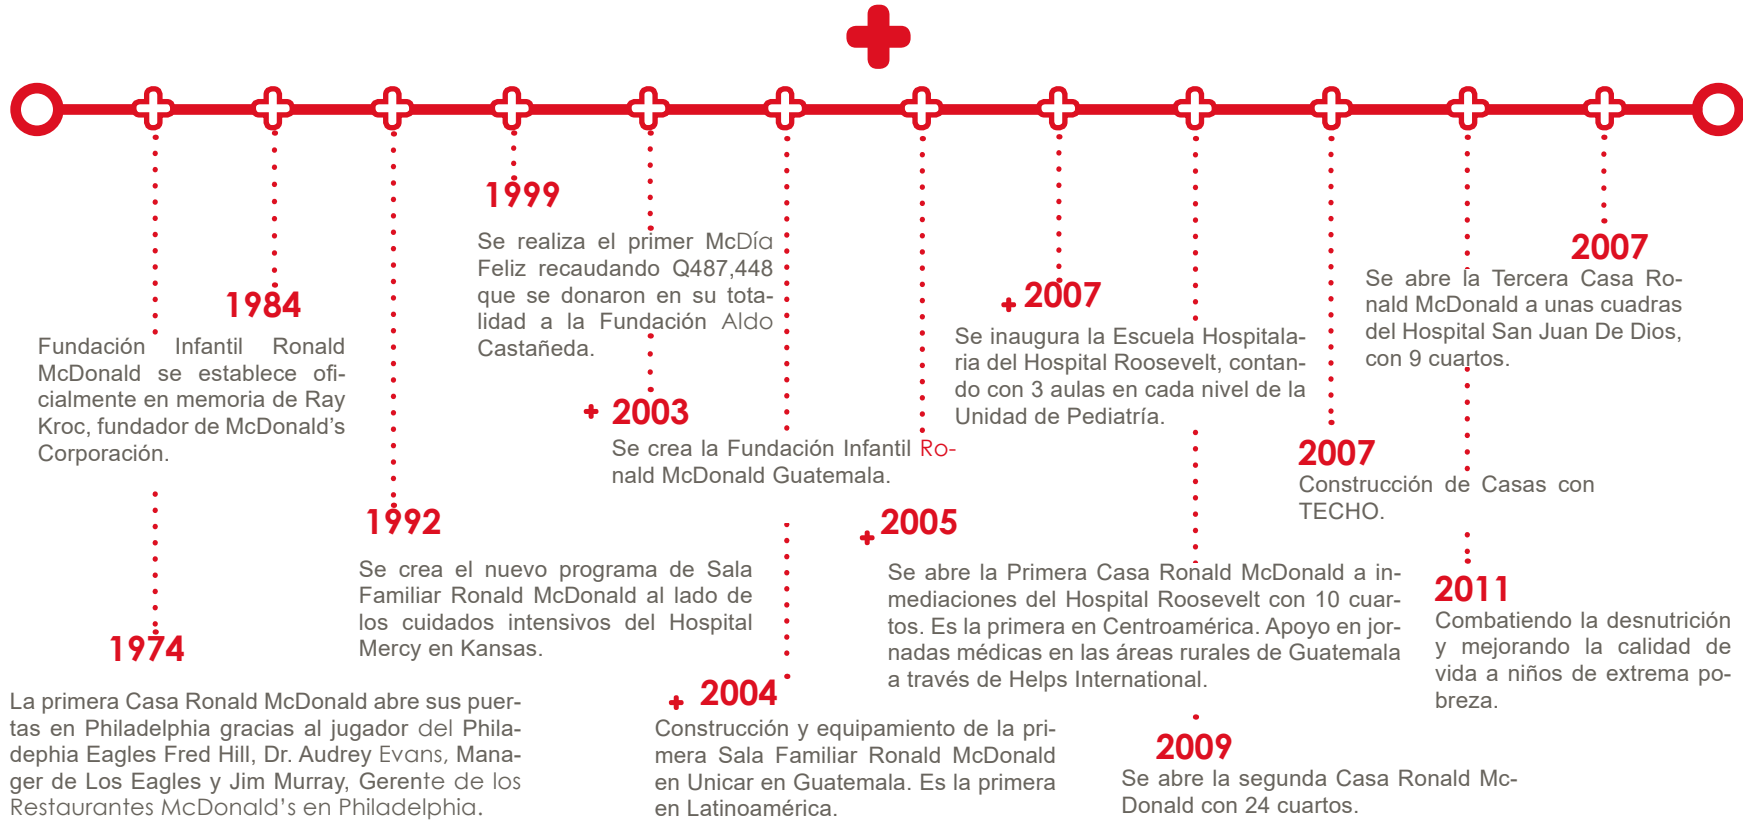 1974
La primera Casa Ronald McDonald abre sus puer-
tas en Philadelphia gracias al jugador del Phila-
dephia Eagles Fred Hill, Dr. Audrey Evans, Mana-
ger de Los Eagles y Jim Murray, Gerente de los
Restaurantes McDonald's en Philadelphia.
1984
Fundación Infantil Ronald
McDonald se establece ofi-
cialmente en memoria de Ray
Kroc, fundador de McDonald's
Corporación.
1992
Se crea el nuevo programa de Sala
Familiar Ronald McDonald al lado de
los cuidados intensivos del Hospital
Mercy en Kansas.
1999
Se realiza el primer McDía
Feliz recaudando Q487,448
que se donaron en su tota-
lidad a la Fundación Aldo
Castañeda.
2003
Se crea la Fundación Infantil Ro-
nald McDonald Guatemala.
2004
Construcción y equipamiento de la pri-
mera Sala Familiar Ronald McDonald
en Unicar en Guatemala. Es la primera
en Latinoamérica.
2005
Se abre la Primera Casa Ronald McDonald a in-
mediaciones del Hospital Roosevelt con 10 cuar-
tos. Es la primera en Centroamérica. Apoyo en jor-
nadas médicas en las áreas rurales de Guatemala
a través de Helps International.
2007
Se inaugura la Escuela Hospitala-
ria del Hospital Roosevelt, contan-
do con 3 aulas en cada nivel de la
Unidad de Pediatría.
2009
Se abre la segunda Casa Ronald Mc-
Donald con 24 cuartos.
2007
Construcción de Casas con
TECHO.
2011
Combatiendo la desnutrición
y mejorando la calidad de
vida a niños de extrema po-
breza.
2007
Se abre la Tercera Casa Ro-
nald McDonald a unas cuadras
del Hospital San Juan De Dios,
con 9 cuartos.